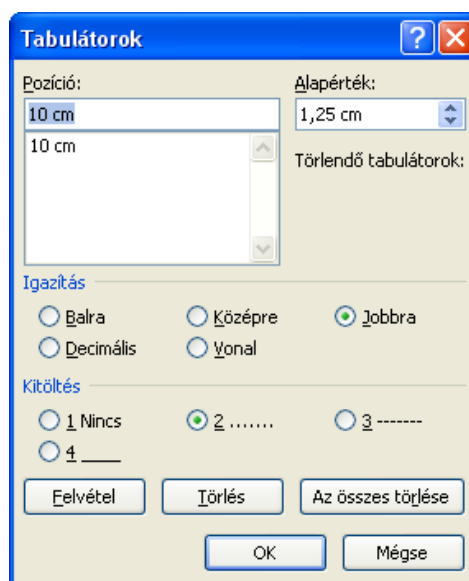 Tabulátorok
Pozíció: Alapérték:
10 cm 1,25 cm
10 cm Törlendő tabulátorok:
Igazítás
Balra Középre Jobbra
Decimális Vonal
Kitöltés
1 Nincs 2 ....... 3 -------
4 ____
Felvétel Törlés Az összes törlése
OK Mégse